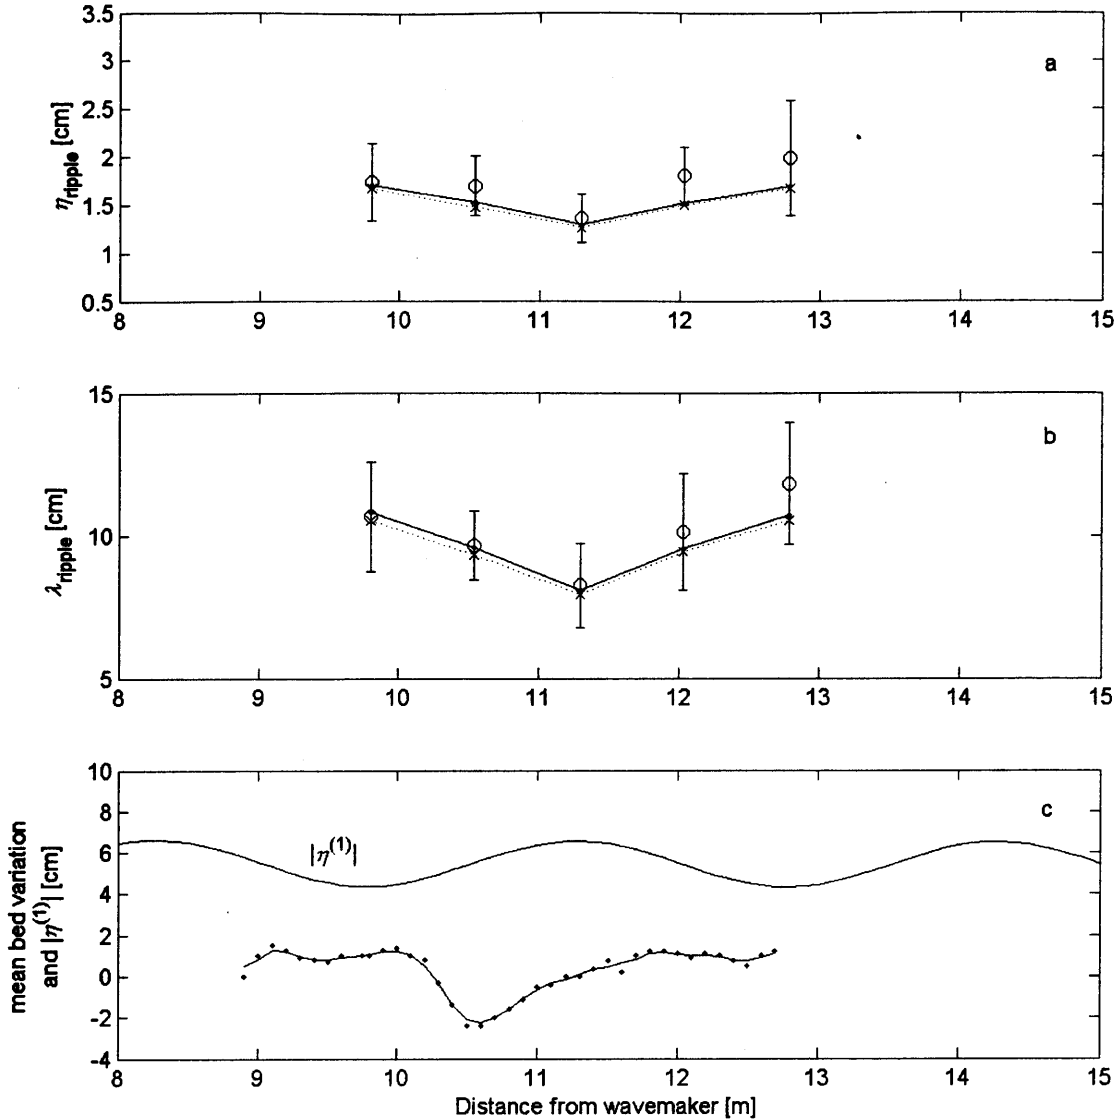 3.5
3
2.5
2
1.5
1
0.5
η_ripple [cm]
a
8 9 10 11 12 13 14 15
15
10
5
λ_ripple [cm]
b
8 9 10 11 12 13 14 15
10
8
6
4
2
0
-2
-4
mean bed variation
and |η^(1)| [cm]
|η^(1)|
c
8 9 10 11 12 13 14 15
Distance from wavemaker [m]